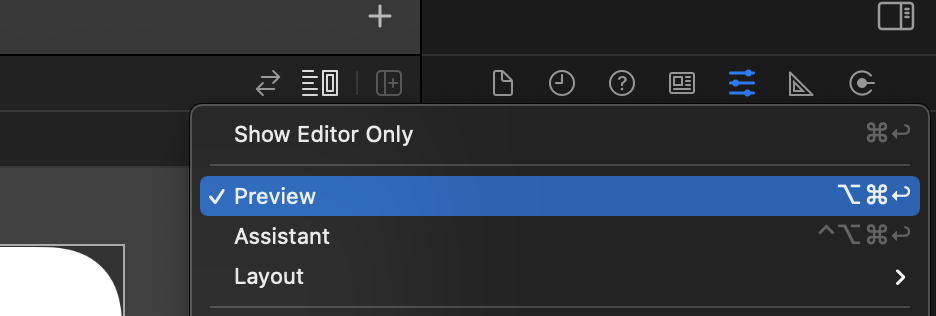 Show Editor Only ⌘↩
✓ Preview ⌥⌘↩
Assistant ^⌥⌘↩
Layout